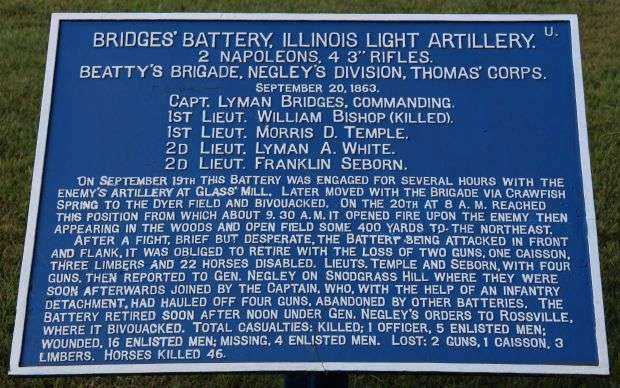 BRIDGES' BATTERY, ILLINOIS LIGHT ARTILLERY. U.
2 NAPOLEONS, 4 3" RIFLES.
BEATTY'S BRIGADE, NEGLEY'S DIVISION, THOMAS' CORPS.
SEPTEMBER 20, 1863.
CAPT. LYMAN BRIDGES, COMMANDING.
1ST LIEUT. WILLIAM BISHOP (KILLED).
1ST LIEUT. MORRIS D. TEMPLE.
2D LIEUT. LYMAN A. WHITE.
2D LIEUT. FRANKLIN SEBORN.
ON SEPTEMBER 19TH THIS BATTERY WAS ENGAGED FOR SEVERAL HOURS WITH THE
ENEMY'S ARTILLERY AT GLASS' MILL. LATER MOVED WITH THE BRIGADE VIA CRAWFISH
SPRING TO THE DYER FIELD AND BIVOUACKED. ON THE 20TH AT 8 A.M. REACHED
THIS POSITION FROM WHICH ABOUT 9.30 A.M. IT OPENED FIRE UPON THE ENEMY THEN
APPEARING IN THE WOODS AND OPEN FIELD SOME 400 YARDS TO THE NORTHEAST.
AFTER A FIGHT, BRIEF BUT DESPERATE, THE BATTERY BEING ATTACKED IN FRONT
AND FLANK, IT WAS OBLIGED TO RETIRE WITH THE LOSS OF TWO GUNS, ONE CAISSON,
THREE LIMBERS AND 22 HORSES DISABLED. LIEUTS. TEMPLE AND SEBORN, WITH FOUR
GUNS, THEN REPORTED TO GEN. NEGLEY ON SNODGRASS HILL WHERE THEY WERE
SOON AFTERWARDS JOINED BY THE CAPTAIN, WHO, WITH THE HELP OF AN INFANTRY
DETACHMENT, HAD HAULED OFF FOUR GUNS, ABANDONED BY OTHER BATTERIES. THE
BATTERY RETIRED SOON AFTER NOON UNDER GEN. NEGLEY'S ORDERS TO ROSSVILLE,
WHERE IT BIVOUACKED. TOTAL CASUALTIES: KILLED; 1 OFFICER, 5 ENLISTED MEN;
WOUNDED, 16 ENLISTED MEN; MISSING, 4 ENLISTED MEN. LOST: 2 GUNS, 1 CAISSON, 3
LIMBERS. HORSES KILLED 46.